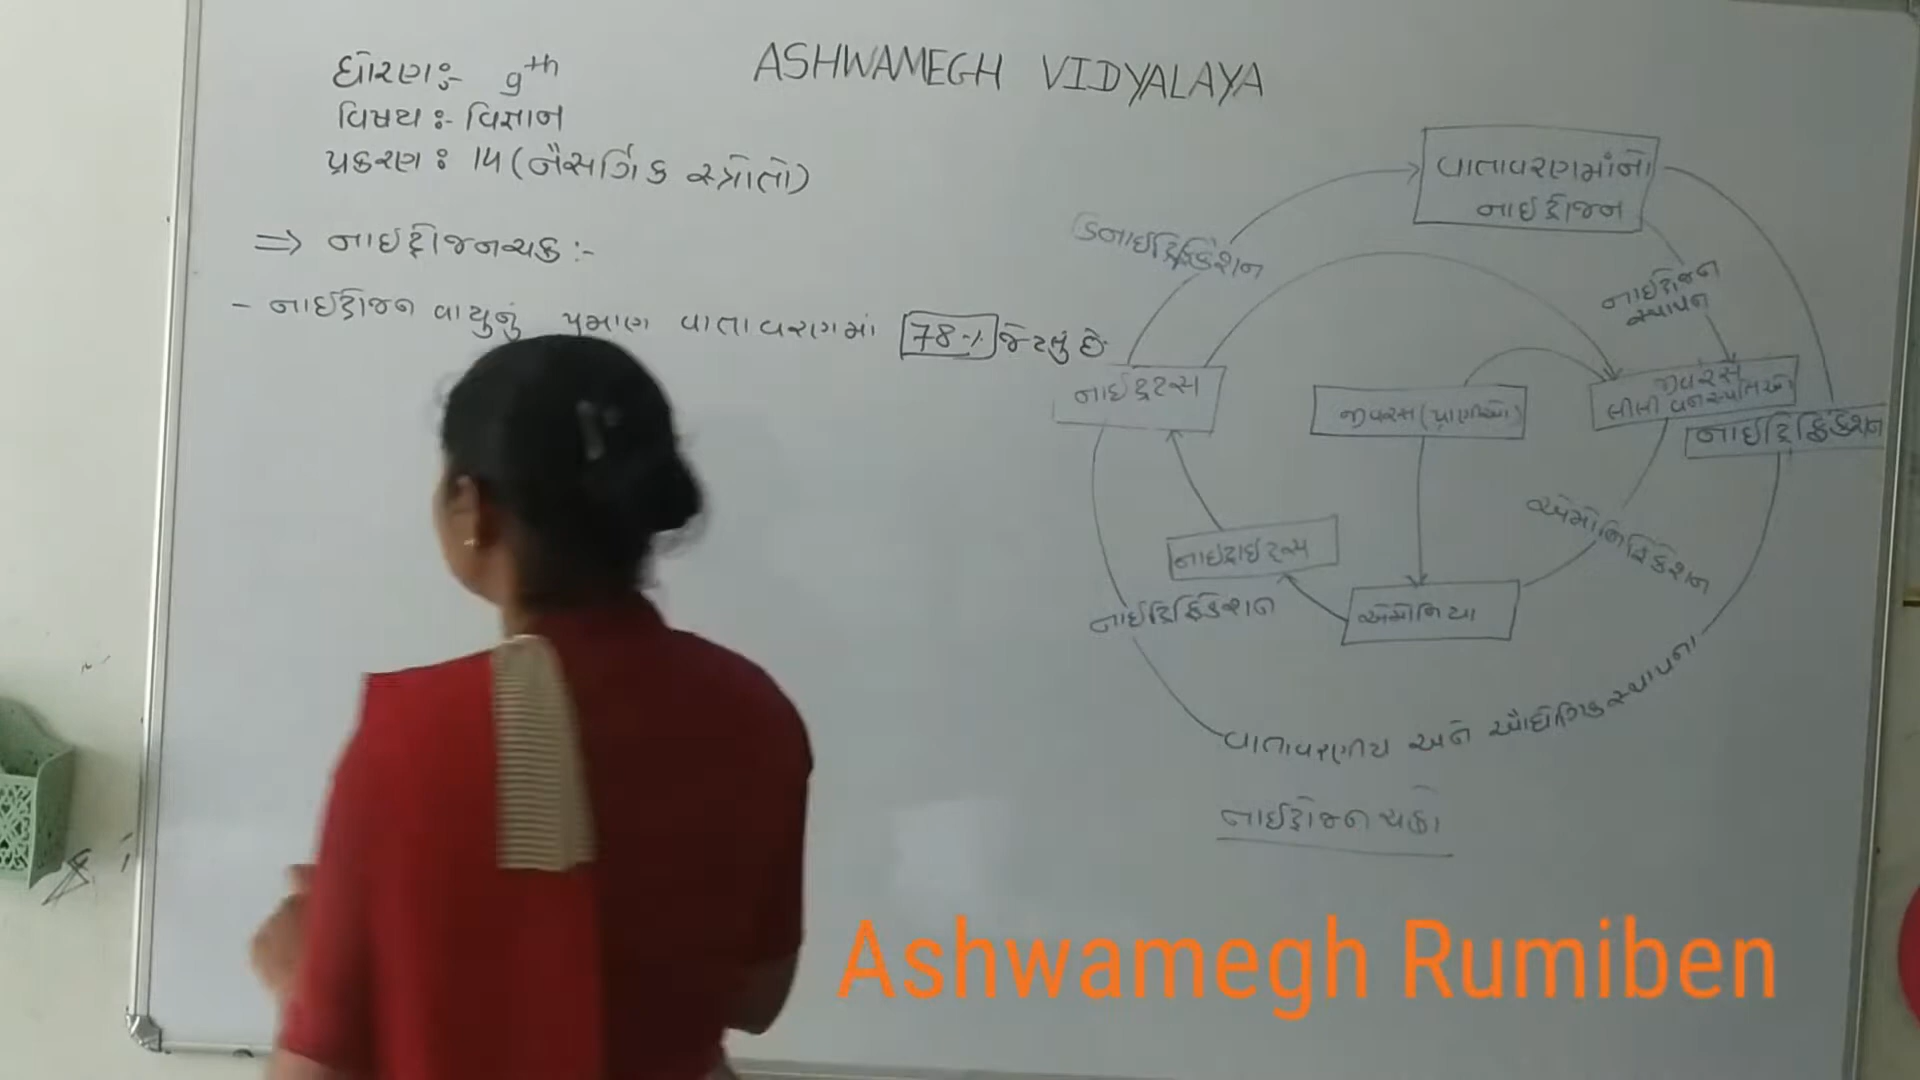 ASHWAMEGH VIDYALAYA
ધોરણઃ- 9th
વિષય ઃ- વિજ્ઞાન
પ્રકરણ ઃ 14 (નૈસર્ગિક સ્ત્રોતો)
⇒ નાઇટ્રોજનચક્ર :-
- નાઇટ્રોજન વાયુનું પ્રમાણ વાતાવરણમાં 78% જેટલું છે.
વાતાવરણમાંનો
નાઇટ્રોજન
ડિનાઇટ્રિફિકેશન
નાઇટ્રોજન
સ્થાપન
નાઇટ્રેટસ
જીવરસ (પ્રાણીઓ)
જીવરસ
લીલી વનસ્પતિઓ
નાઇટ્રિફિકેશન
એમોનિફિકેશન
નાઇટ્રાઇટ્સ
એમોનિયા
નાઇટ્રિફિકેશન
વાતાવરણીય અને ઔદ્યોગિક સ્થાપના
નાઇટ્રોજન ચક્રો
Ashwamegh Rumiben